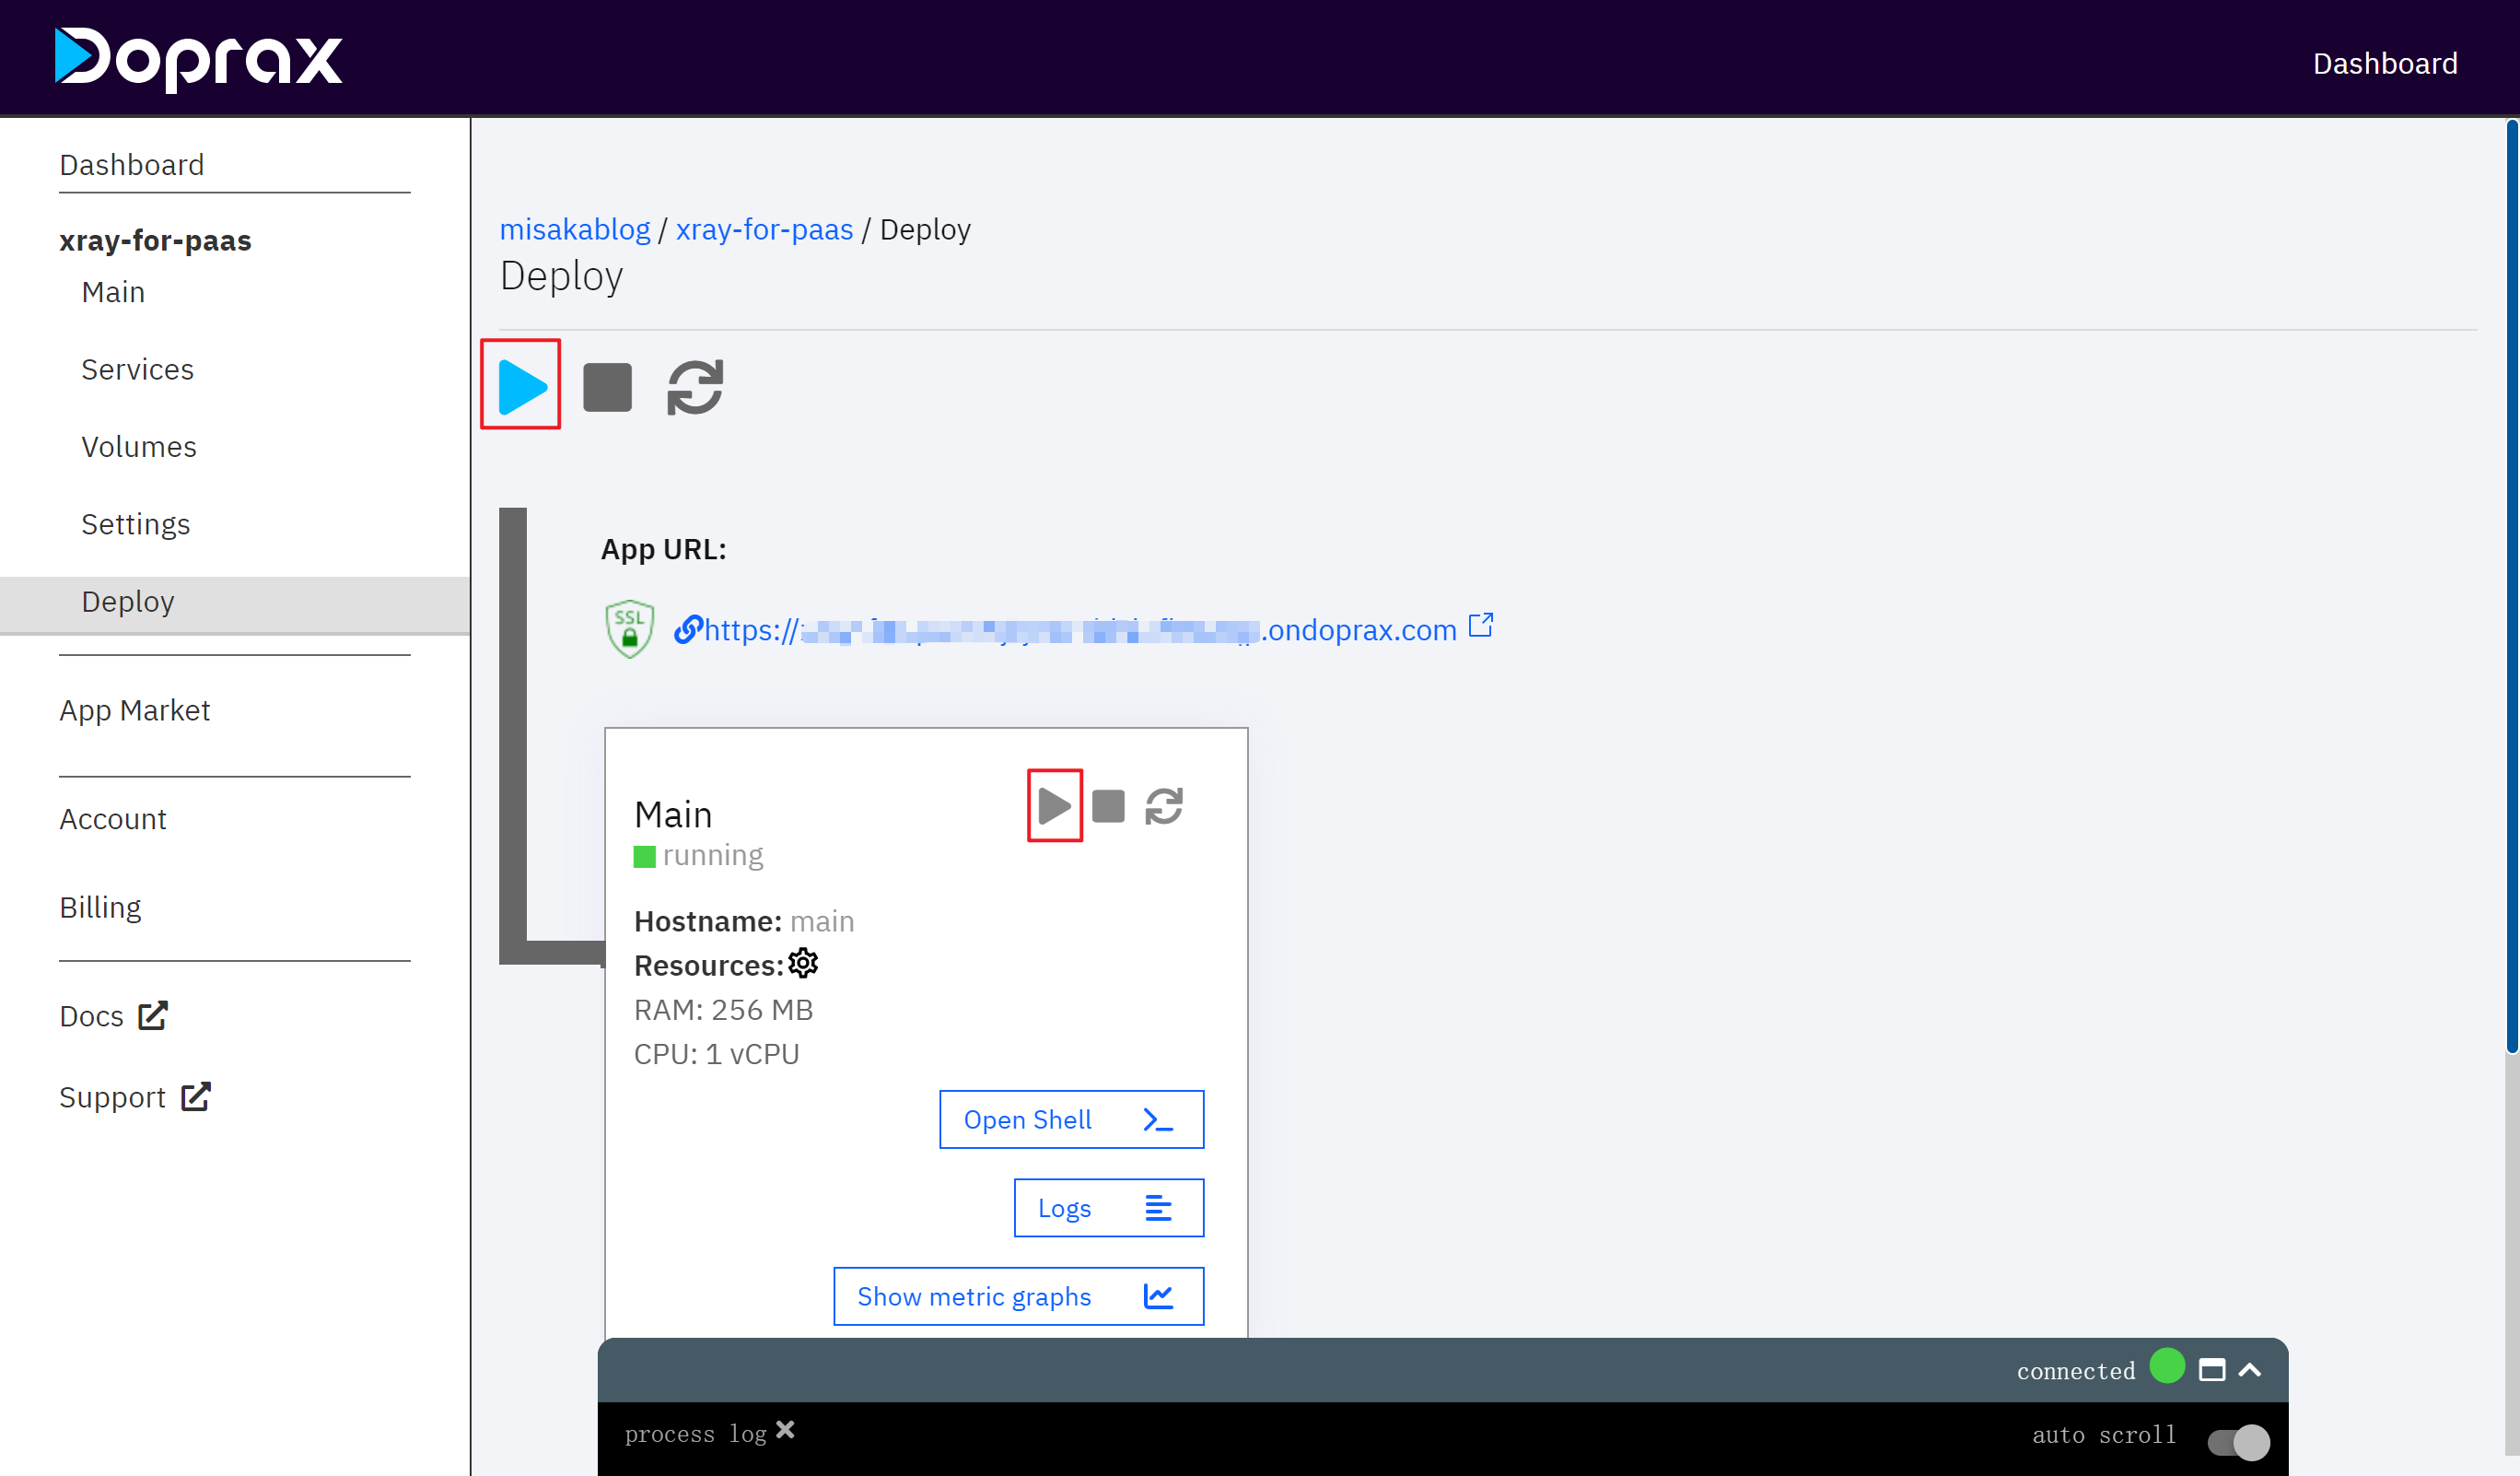 Doprax
Dashboard
Dashboard
xray-for-paas
Main
Services
Volumes
Settings
Deploy
App Market
Account
Billing
Docs
Support
misakablog / xray-for-paas / Deploy
Deploy
App URL:
SSL
https://
.ondoprax.com
Main
running
Hostname: main
Resources:
RAM: 256 MB
CPU: 1 vCPU
Open Shell
Logs
Show metric graphs
connected
process log
auto scroll